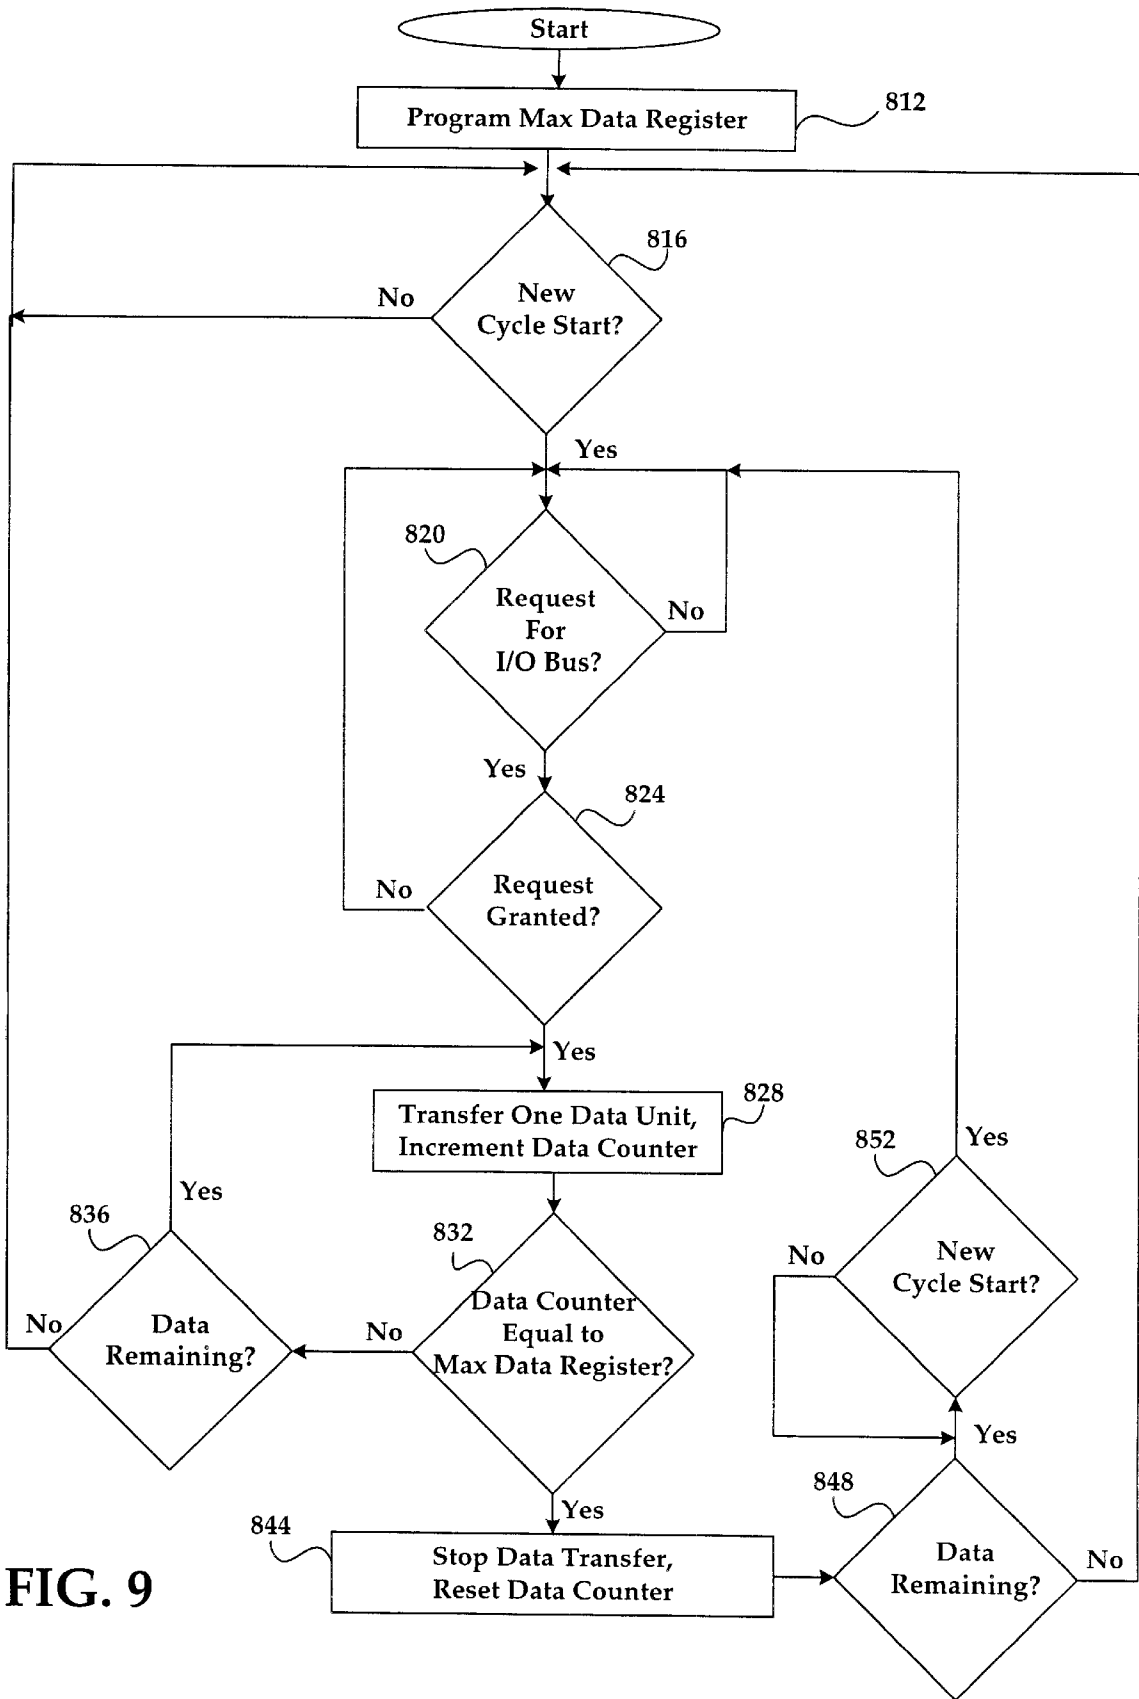 Start
Program Max Data Register
812
816
New
Cycle Start?
No
Yes
820
Request
For
I/O Bus?
No
Yes
824
Request
Granted?
No
Yes
Transfer One Data Unit,
Increment Data Counter
828
852
Yes
New
Cycle Start?
No
836
Yes
Data
Remaining?
No
832
Data Counter
Equal to
Max Data Register?
No
Yes
Yes
848
844
Stop Data Transfer,
Reset Data Counter
Data
Remaining?
No
FIG. 9